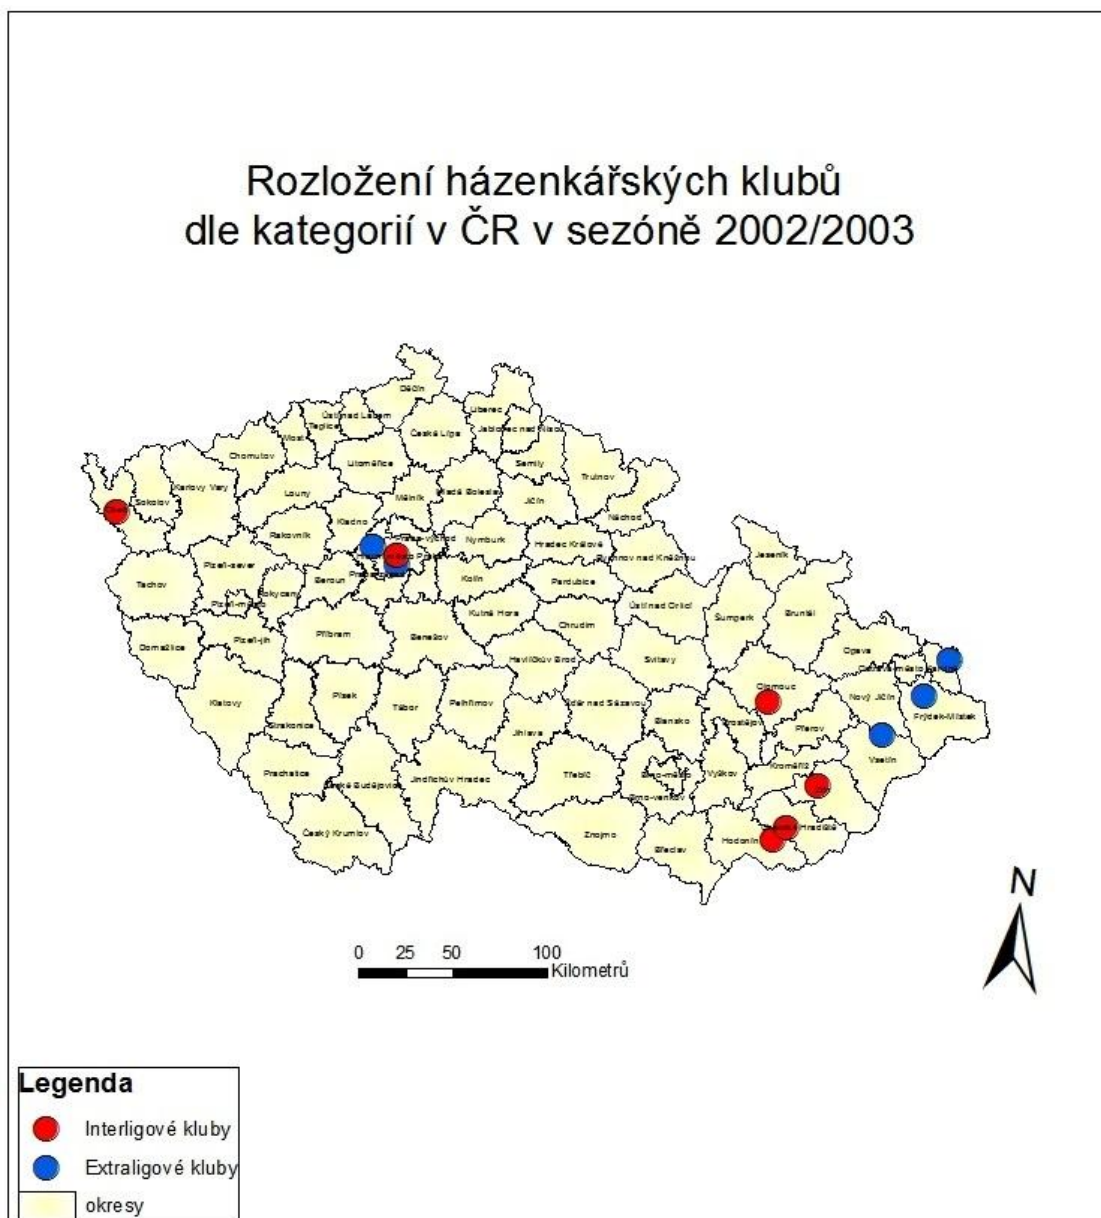 Rozložení házenkářských klubů
dle kategorií v ČR v sezóně 2002/2003
Děčín
Liberec
Ústí nad Labem
Teplice
Jablonec nad Nisou
Most
Česká Lípa
Chomutov
Litoměřice
Semily
Trutnov
Karlovy Vary
Sokolov
Louny
Mělník
Mladá Boleslav
Jičín
Náchod
Kladno
Rakovník
Praha-východ
Nymburk
Hradec Králové
Rychnov nad Kněžnou
Jeseník
Plzeň-sever
Tachov
Beroun
Kolín
Pardubice
Rokycany
Plzeň-město
Ústí nad Orlicí
Šumperk
Bruntál
Kutná Hora
Chrudim
Příbram
Benešov
Plzeň-jih
Domažlice
Opava
Havlíčkův Brod
Svitavy
Olomouc
Nový Jičín
Frýdek-Místek
Klatovy
Písek
Tábor
Pelhřimov
Žďár nad Sázavou
Blansko
Prostějov
Přerov
Strakonice
Jihlava
Vsetín
Kroměříž
Prachatice
České Budějovice
Jindřichův Hradec
Třebíč
Brno-město
Vyškov
Brno-venkov
Český Krumlov
Znojmo
Hodonín
Břeclav
N
0 25 50 100
Kilometrů
Legenda
Interligové kluby
Extraligové kluby
okresy